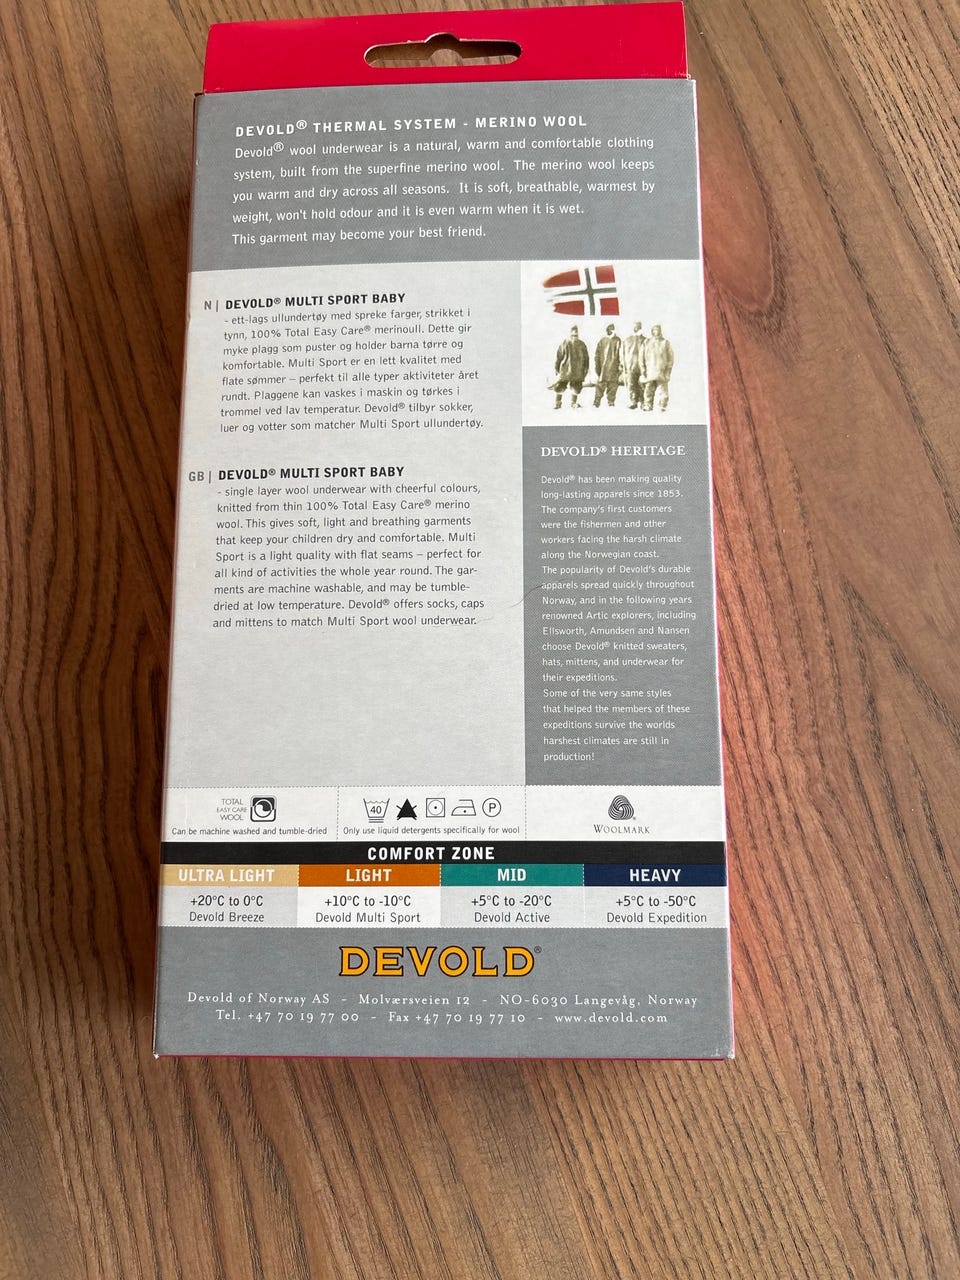 DEVOLD® THERMAL SYSTEM - MERINO WOOL
Devold® wool underwear is a natural, warm and comfortable clothing
system, built from the superfine merino wool. The merino wool keeps
you warm and dry across all seasons. It is soft, breathable, warmest by
weight, won't hold odour and it is even warm when it is wet.
This garment may become your best friend.
N | DEVOLD® MULTI SPORT BABY
- ett-lags ullundertøy med spreke farger, strikket i
tynn, 100% Total Easy Care® merinoull. Dette gir
myke plagg som puster og holder barna tørre og
komfortable. Multi Sport er en lett kvalitet med
flate sømmer – perfekt til alle typer aktiviteter året
rundt. Plaggene kan vaskes i maskin og tørkes i
trommel ved lav temperatur. Devold® tilbyr sokker,
luer og votter som matcher Multi Sport ullundertøy.
GB | DEVOLD® MULTI SPORT BABY
- single layer wool underwear with cheerful colours,
knitted from thin 100% Total Easy Care® merino
wool. This gives soft, light and breathing garments
that keep your children dry and comfortable. Multi
Sport is a light quality with flat seams – perfect for
all kind of activities the whole year round. The gar-
ments are machine washable, and may be tumble-
dried at low temperature. Devold® offers socks, caps
and mittens to match Multi Sport wool underwear.
DEVOLD® HERITAGE
Devold® has been making quality
long-lasting apparels since 1853.
The company's first customers
were the fishermen and other
workers facing the harsh climate
along the Norwegian coast.
The popularity of Devold's durable
apparels spread quickly throughout
Norway, and in the following years
renowned Artic explorers, including
Ellsworth, Amundsen and Nansen
choose Devold® knitted sweaters,
hats, mittens, and underwear for
their expeditions.
Some of the very same styles
that helped the members of these
expeditions survive the worlds
harshest climates are still in
production!
TOTAL
EASY CARE
WOOL
Can be machine washed and tumble-dried
40
P
Only use liquid detergents specifically for wool
WOOLMARK
COMFORT ZONE
ULTRA LIGHT LIGHT MID HEAVY
+20°C to 0°C +10°C to -10°C +5°C to -20°C +5°C to -50°C
Devold Breeze Devold Multi Sport Devold Active Devold Expedition
DEVOLD®
Devold of Norway AS - Molværsveien 12 - NO-6030 Langevåg, Norway
Tel. +47 70 19 77 00 - Fax +47 70 19 77 10 - www.devold.com